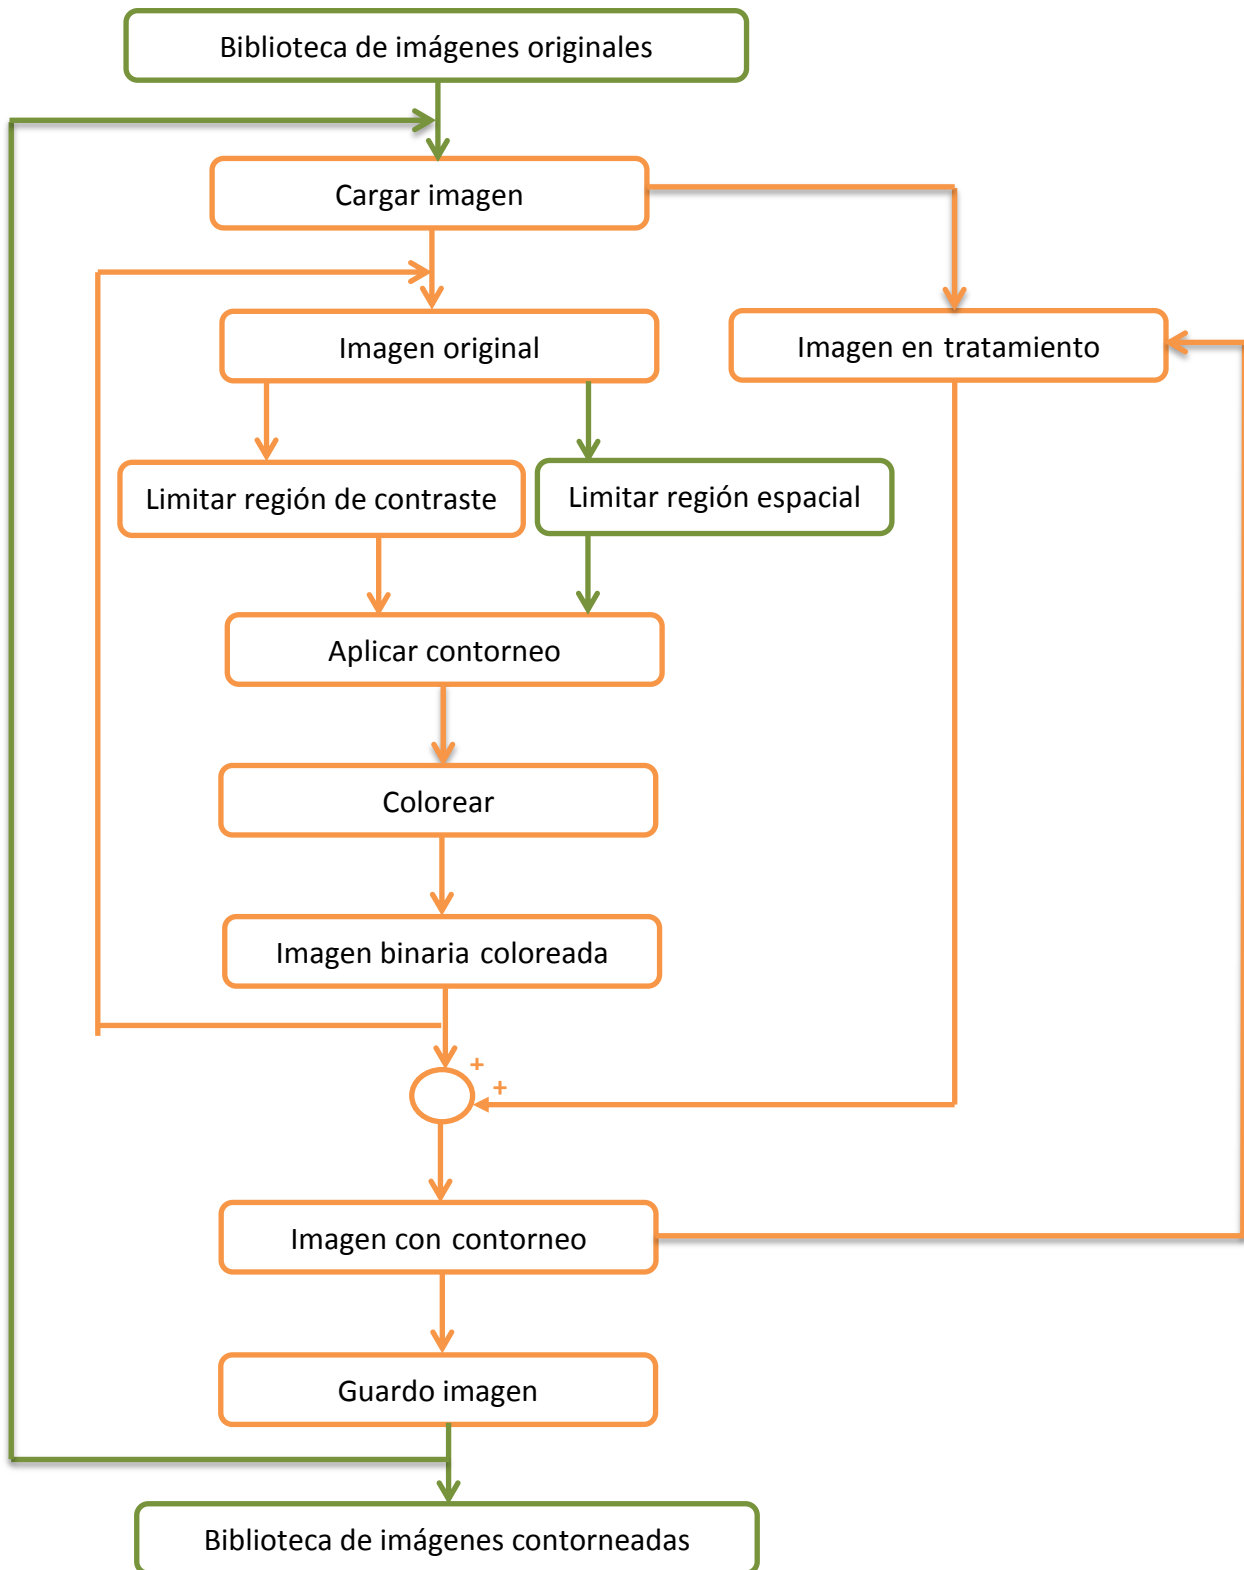 Biblioteca de imágenes originales
Cargar imagen
Imagen original
Imagen en tratamiento
Limitar región de contraste
Limitar región espacial
Aplicar contorneo
Colorear
Imagen binaria coloreada
+
+
Imagen con contorneo
Guardo imagen
Biblioteca de imágenes contorneadas